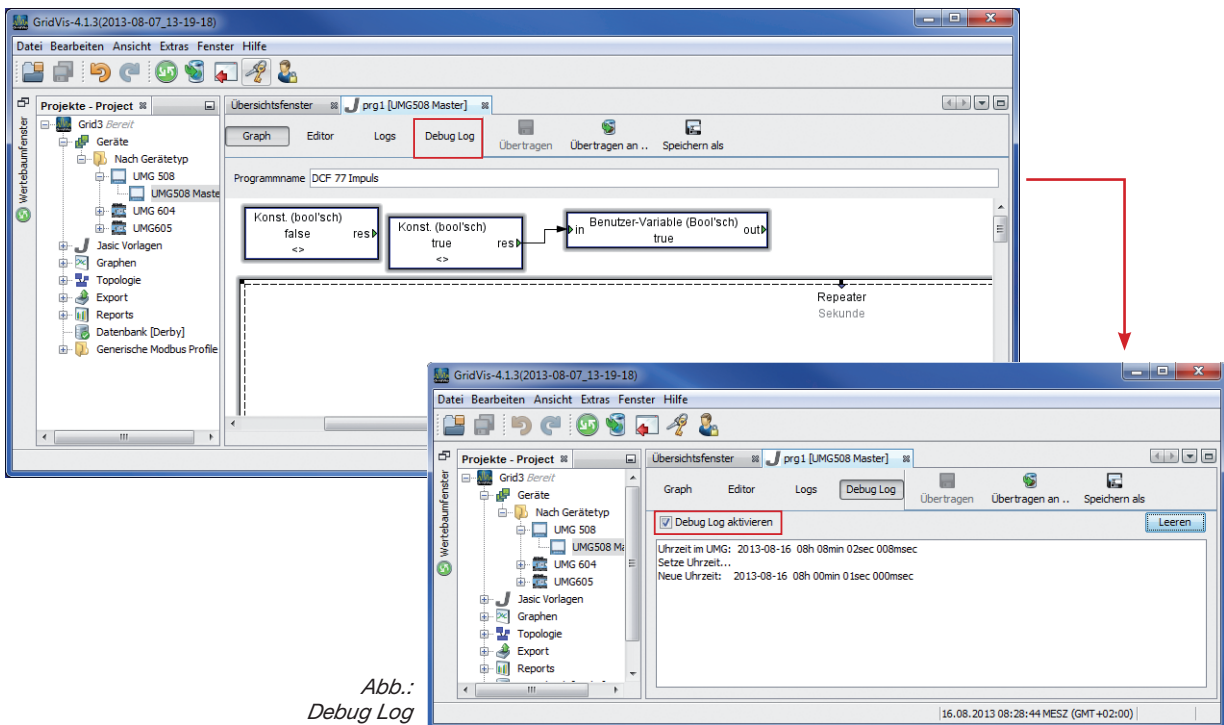 GridVis-4.1.3(2013-08-07_13-19-18)
Datei Bearbeiten Ansicht Extras Fenster Hilfe
Wertebaumfenster
Projekte - Project
Grid3 Bereit
Geräte
Nach Gerätetyp
UMG 508
UMG508 Maste
UMG 604
UMG605
Jasic Vorlagen
Graphen
Topologie
Export
Reports
Datenbank [Derby]
Generische Modbus Profile
Übersichtsfenster prg1 [UMG508 Master]
Graph Editor Logs Debug Log Übertragen Übertragen an .. Speichern als
Programmname DCF 77 Impuls
Konst. (bool'sch)
false res
<>
Konst. (bool'sch)
true res
<>
Benutzer-Variable (Bool'sch)
in true out
Repeater
Sekunde
GridVis-4.1.3(2013-08-07_13-19-18)
Datei Bearbeiten Ansicht Extras Fenster Hilfe
Wertebaumfenster
Projekte - Project
Grid3 Bereit
Geräte
Nach Gerätetyp
UMG 508
UMG508 Ma
UMG 604
UMG605
Jasic Vorlagen
Graphen
Topologie
Export
Reports
Übersichtsfenster prg1 [UMG508 Master]
Graph Editor Logs Debug Log Übertragen Übertragen an .. Speichern als
Debug Log aktivieren Leeren
Uhrzeit im UMG: 2013-08-16 08h 08min 02sec 008msec
Setze Uhrzeit...
Neue Uhrzeit: 2013-08-16 08h 00min 01sec 000msec
16.08.2013 08:28:44 MESZ (GMT+02:00)
Abb.:
Debug Log